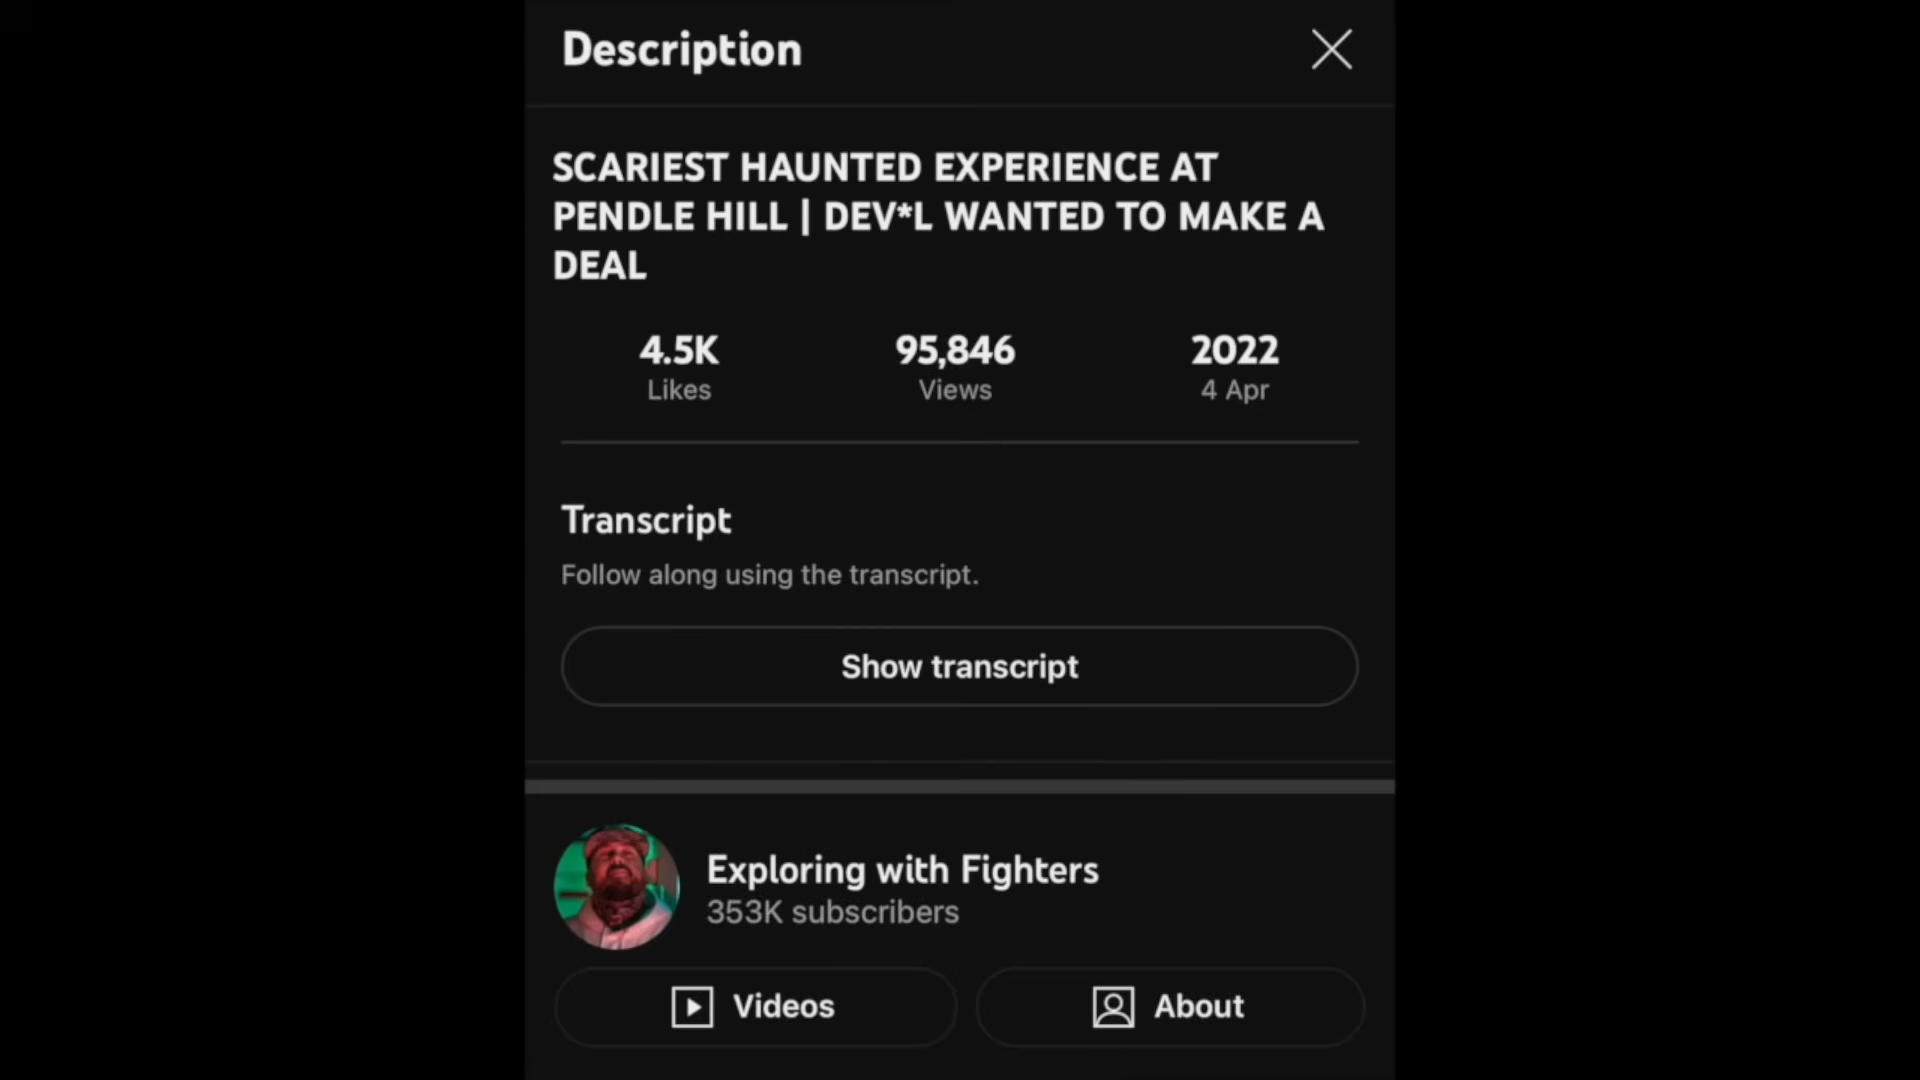 Description
SCARIEST HAUNTED EXPERIENCE AT
PENDLE HILL | DEV*L WANTED TO MAKE A
DEAL
4.5K 95,846 2022
Likes Views 4 Apr
Transcript
Follow along using the transcript.
Show transcript
Exploring with Fighters
353K subscribers
Videos About